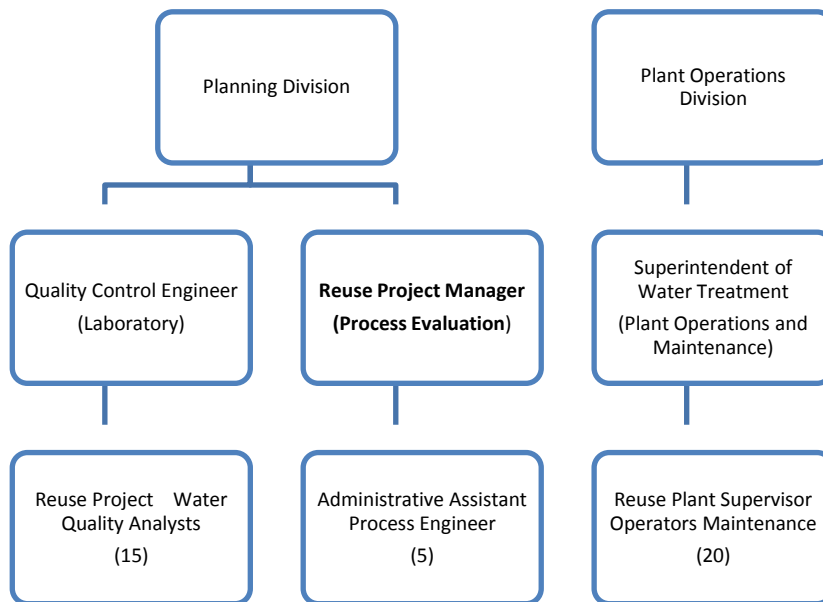 Planning Division
Plant Operations
Division
Quality Control Engineer
(Laboratory)
Reuse Project Manager
(Process Evaluation)
Superintendent of
Water Treatment
(Plant Operations and
Maintenance)
Reuse Project Water
Quality Analysts
(15)
Administrative Assistant
Process Engineer
(5)
Reuse Plant Supervisor
Operators Maintenance
(20)